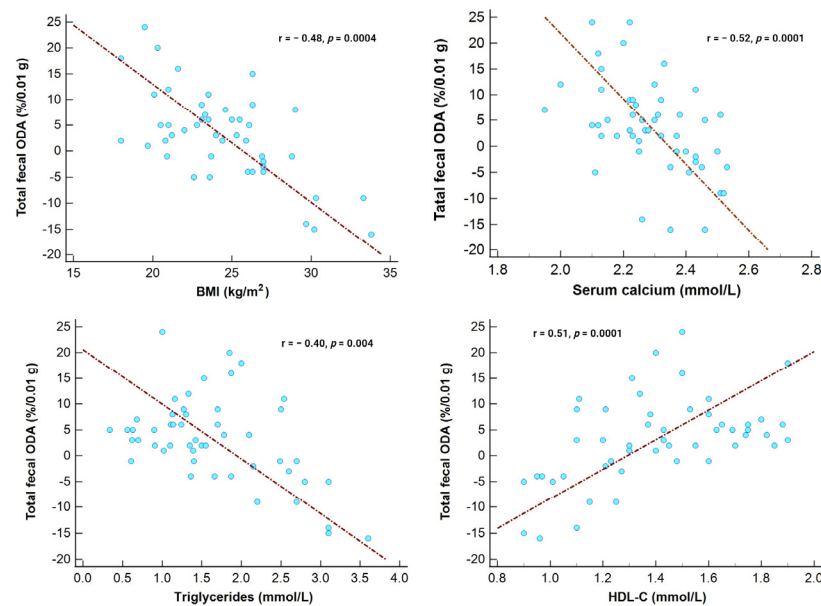 r = − 0.48, p = 0.0004
Total fecal ODA (%/0.01 g)
25
20
15
10
5
0
-5
-10
-15
-20
15 20 25 30 35
BMI (kg/m²)
r = − 0.52, p = 0.0001
Tatal fecal ODA (%/0.01 g)
25
20
15
10
5
0
-5
-10
-15
-20
1.8 2.0 2.2 2.4 2.6 2.8
Serum calcium (mmol/L)
r = − 0.40, p = 0.004
Total fecal ODA (%/0.01 g)
25
20
15
10
5
0
-5
-10
-15
-20
0.0 0.5 1.0 1.5 2.0 2.5 3.0 3.5 4.0
Triglycerides (mmol/L)
r = 0.51, p = 0.0001
Total fecal ODA (%/0.01 g)
25
20
15
10
5
0
-5
-10
-15
-20
0.8 1.0 1.2 1.4 1.6 1.8 2.0
HDL-C (mmol/L)